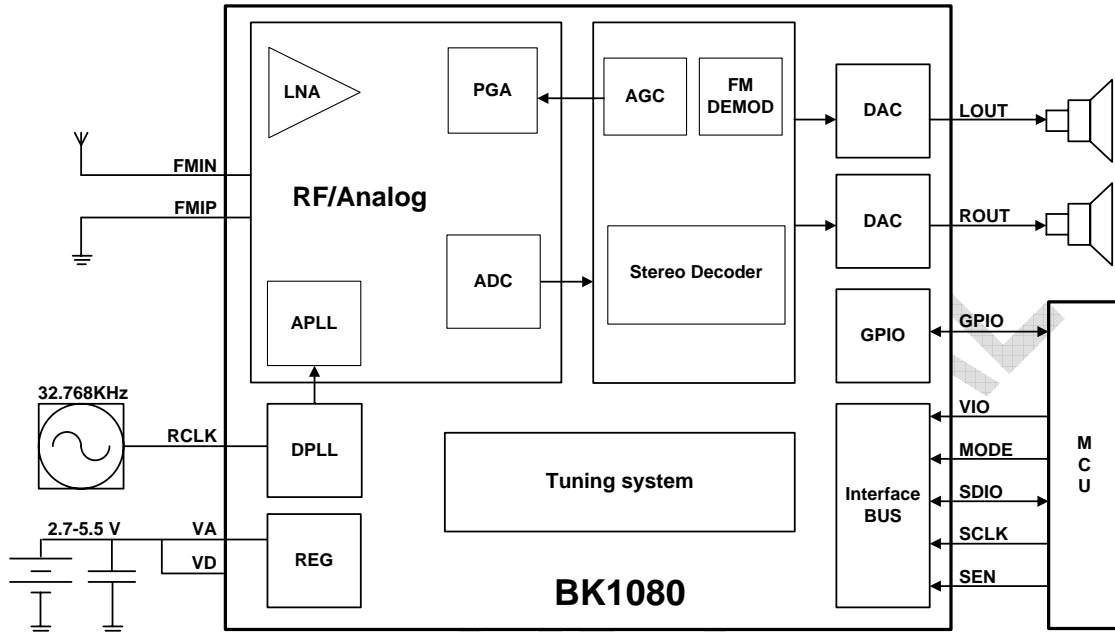 LNA
PGA
AGC
FM
DEMOD
DAC
LOUT
FMIN
FMIP
RF/Analog
DAC
ROUT
ADC
Stereo Decoder
APLL
GPIO
GPIO
32.768KHz
RCLK
DPLL
Tuning system
Interface
BUS
VIO
MODE
SDIO
SCLK
SEN
M
C
U
2.7-5.5 V
VA
VD
REG
BK1080